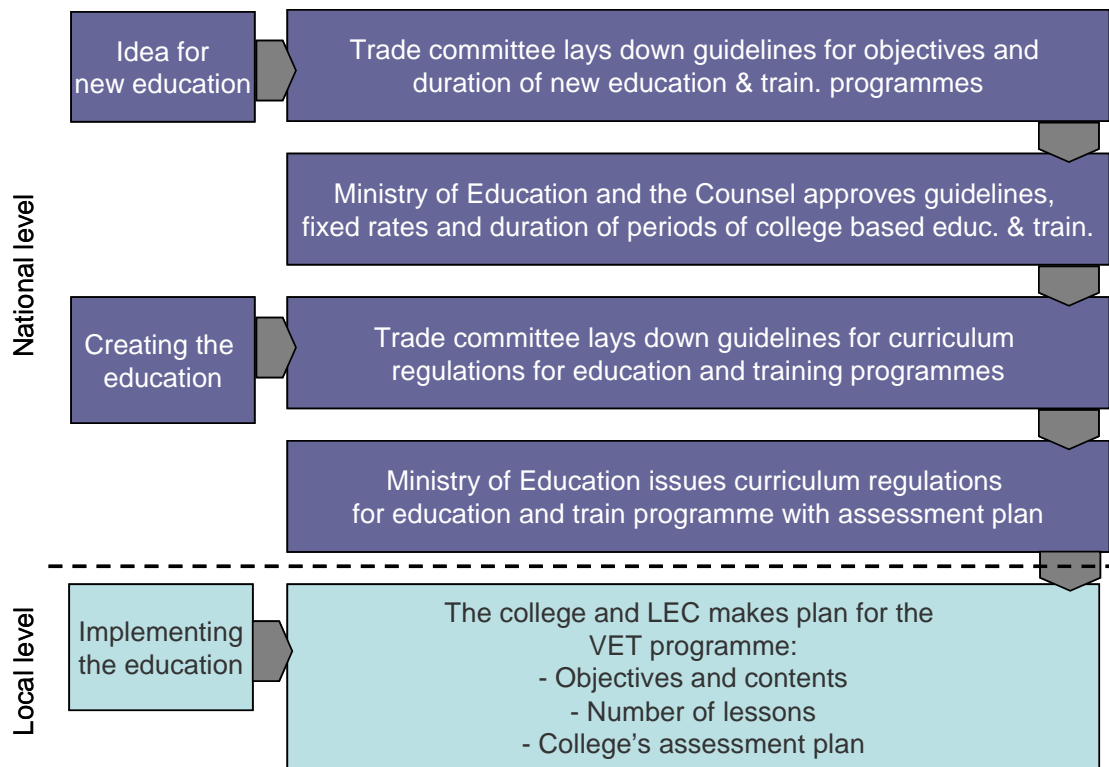 National level
Idea for
new education
Trade committee lays down guidelines for objectives and
duration of new education & train. programmes
Ministry of Education and the Counsel approves guidelines,
fixed rates and duration of periods of college based educ. & train.
Creating the
education
Trade committee lays down guidelines for curriculum
regulations for education and training programmes
Ministry of Education issues curriculum regulations
for education and train programme with assessment plan
Local level
Implementing
the education
The college and LEC makes plan for the
VET programme:
- Objectives and contents
- Number of lessons
- College's assessment plan